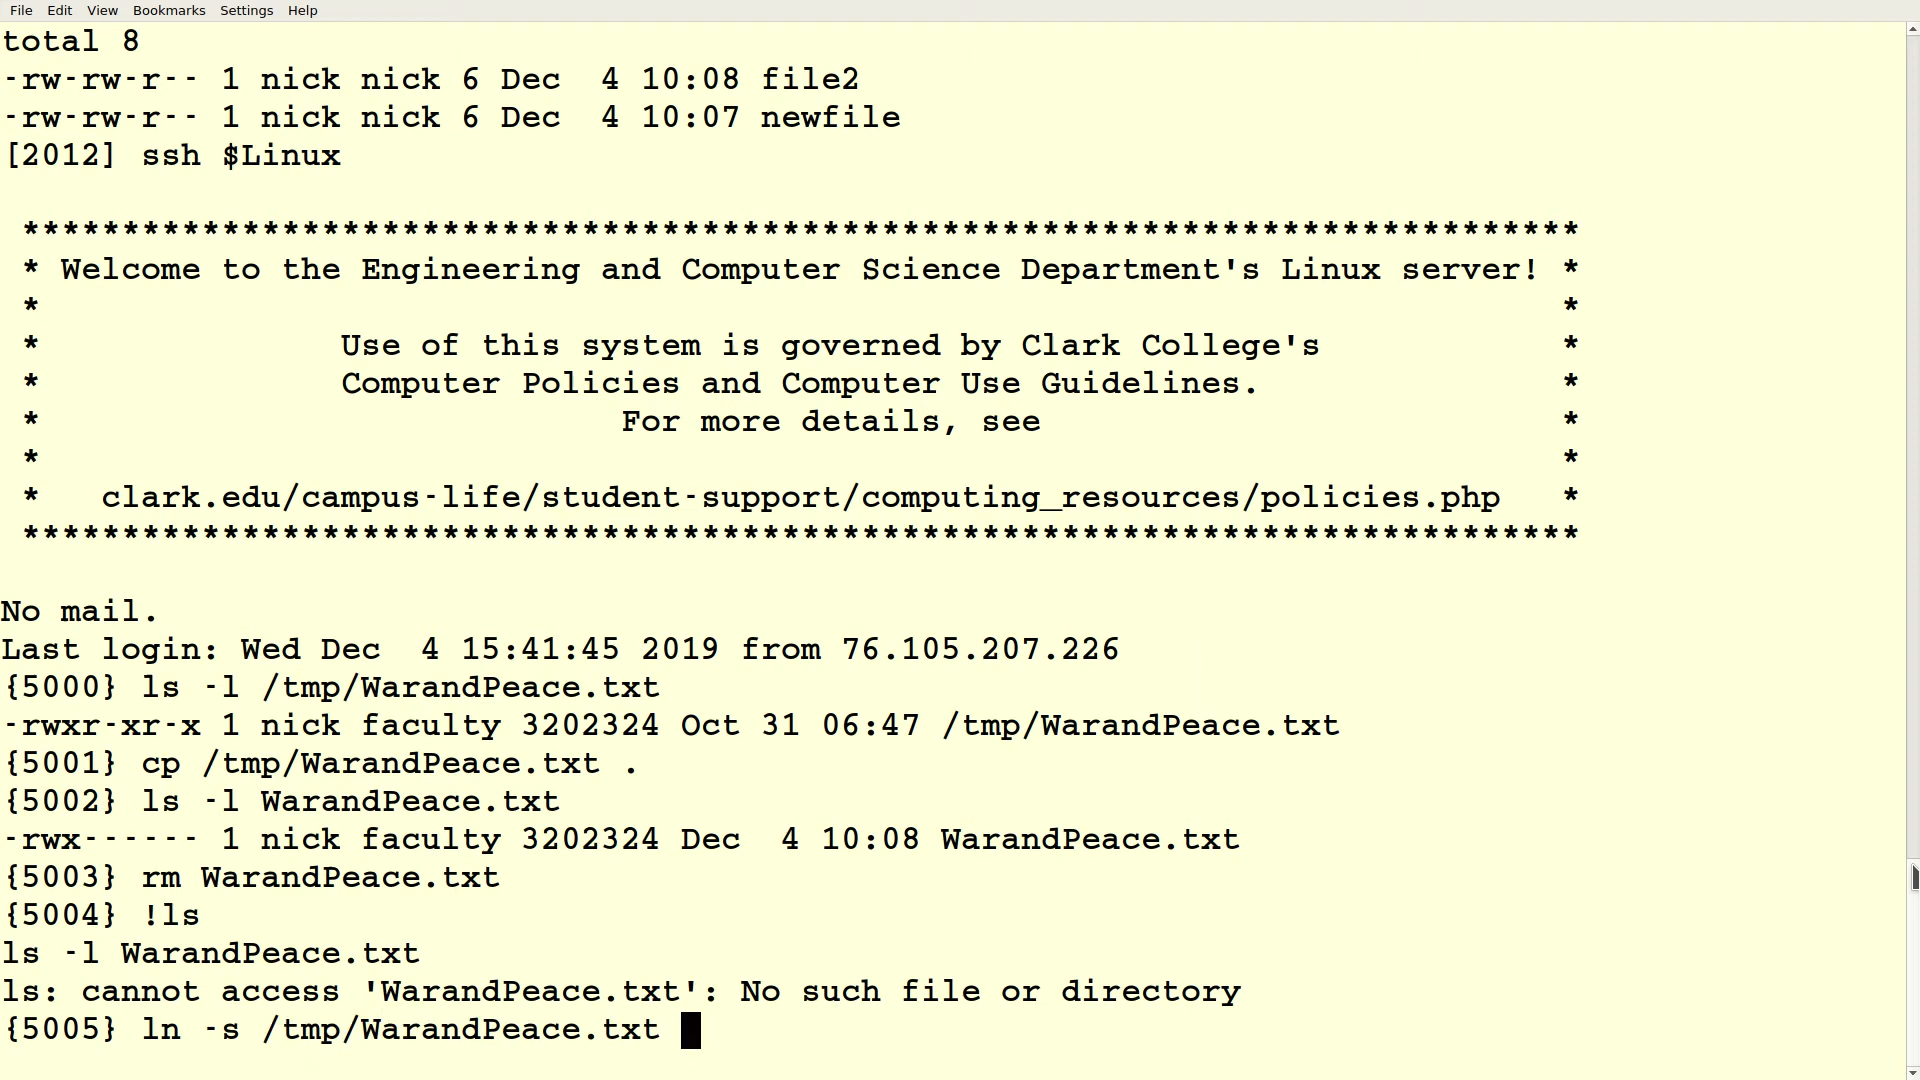 File Edit View Bookmarks Settings Help
total 8
-rw-rw-r-- 1 nick nick 6 Dec  4 10:08 file2
-rw-rw-r-- 1 nick nick 6 Dec  4 10:07 newfile
[2012] ssh $Linux
******************************************************************************
* Welcome to the Engineering and Computer Science Department's Linux server! *
*                                                                            *
*               Use of this system is governed by Clark College's            *
*               Computer Policies and Computer Use Guidelines.               *
*                             For more details, see                          *
*                                                                            *
*   clark.edu/campus-life/student-support/computing_resources/policies.php   *
******************************************************************************
No mail.
Last login: Wed Dec  4 15:41:45 2019 from 76.105.207.226
{5000} ls -l /tmp/WarandPeace.txt
-rwxr-xr-x 1 nick faculty 3202324 Oct 31 06:47 /tmp/WarandPeace.txt
{5001} cp /tmp/WarandPeace.txt .
{5002} ls -l WarandPeace.txt
-rwx------ 1 nick faculty 3202324 Dec  4 10:08 WarandPeace.txt
{5003} rm WarandPeace.txt
{5004} !ls
ls -l WarandPeace.txt
ls: cannot access 'WarandPeace.txt': No such file or directory
{5005} ln -s /tmp/WarandPeace.txt